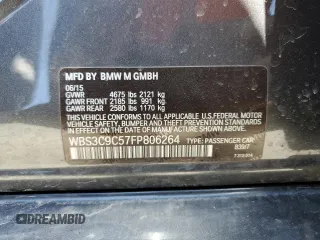 MFD BY BMW M GMBH
06/15
GVWR 4675 lbs 2121 kg
GAWR FRONT 2185 lbs 991 kg
GAWR REAR 2580 lbs 1170 kg
THIS VEHICLE CONFORMS TO ALL APPLICABLE
FEDERAL MOTOR VEHICLE SAFETY, BUMPER, AND
THEFT PREVENTION STANDARDS IN EFFECT ON THE
DATE OF MANUFACTURE SHOWN ABOVE.
WBS3C9C57FP806264 TYPE: PASSENGER CAR
DREAMBID